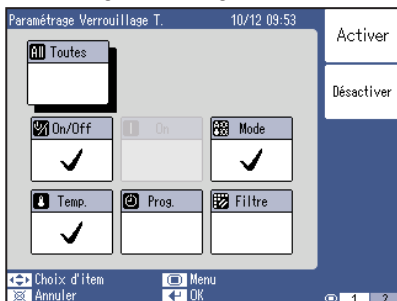 Paramétrage Verrouillage T. 10/12 09:53
Activer
All Toutes
Désactiver
On/Off On Mode
Temp. Prog. Filtre
Choix d'item Menu
Annuler OK
1 2